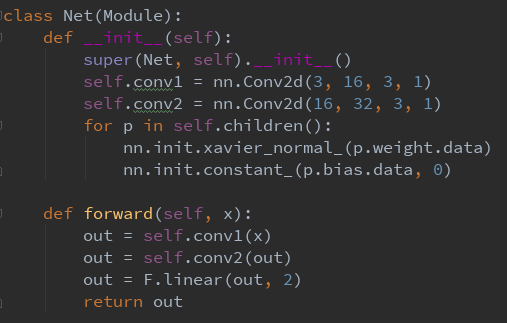 class Net(Module):
    def __init__(self):
        super(Net, self).__init__()
        self.conv1 = nn.Conv2d(3, 16, 3, 1)
        self.conv2 = nn.Conv2d(16, 32, 3, 1)
        for p in self.children():
            nn.init.xavier_normal_(p.weight.data)
            nn.init.constant_(p.bias.data, 0)

    def forward(self, x):
        out = self.conv1(x)
        out = self.conv2(out)
        out = F.linear(out, 2)
        return out